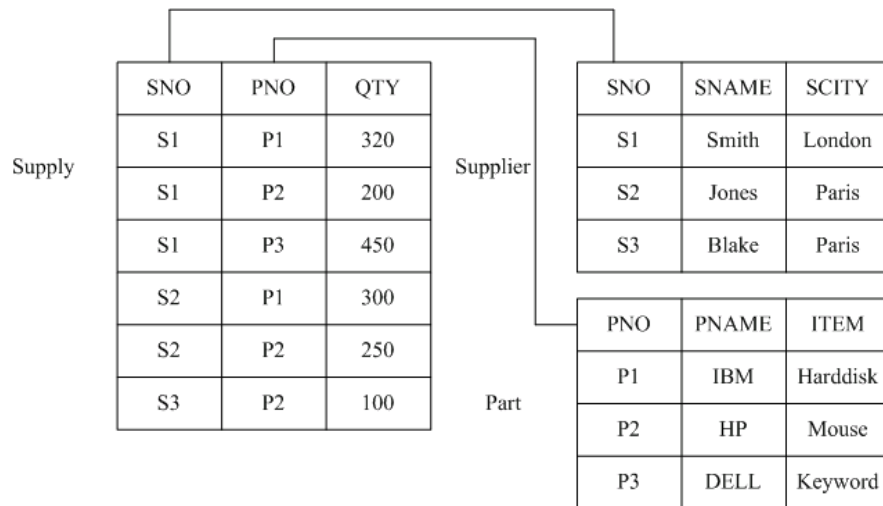 SNO PNO QTY
S1 P1 320
S1 P2 200
S1 P3 450
S2 P1 300
S2 P2 250
S3 P2 100
Supply
Supplier
SNO SNAME SCITY
S1 Smith London
S2 Jones Paris
S3 Blake Paris
Part
PNO PNAME ITEM
P1 IBM Harddisk
P2 HP Mouse
P3 DELL Keyword